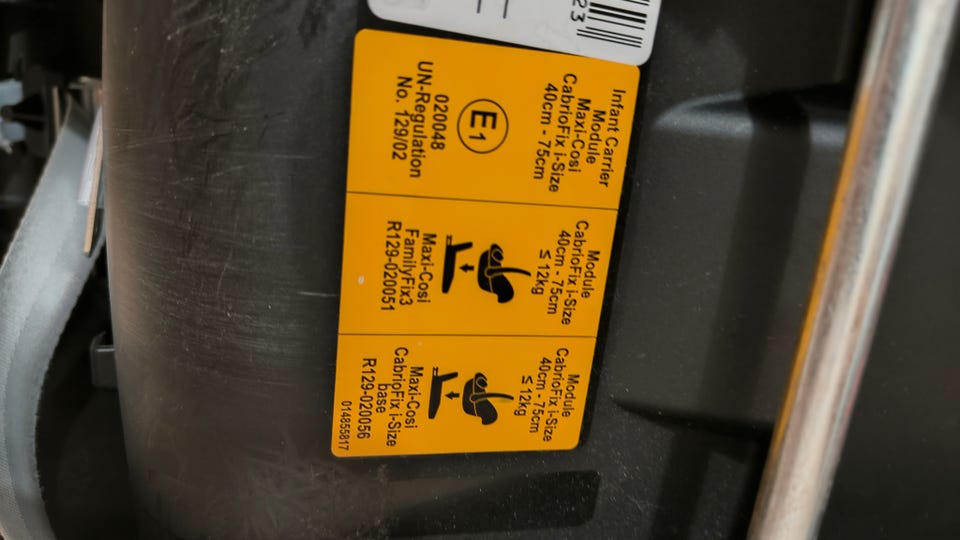 23
Infant Carrier
Module
Maxi-Cosi
CabrioFix i-Size
40cm - 75cm
E1
020048
UN-Regulation
No. 129/02
Module
CabrioFix i-Size
40cm - 75cm
≤ 12kg
Maxi-Cosi
FamilyFix3
R129-020051
Module
CabrioFix i-Size
40cm - 75cm
≤ 12kg
Maxi-Cosi
CabrioFix i-Size
base
R129-020056
014855817